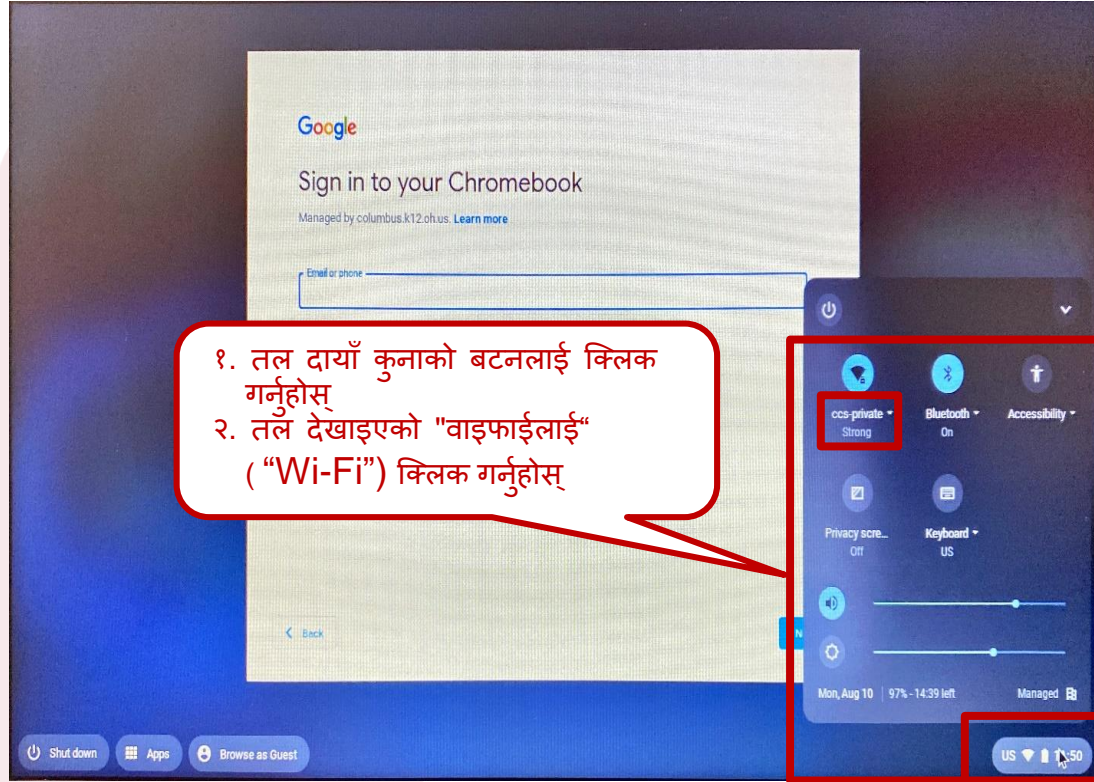 Google
Sign in to your Chromebook
Managed by columbus.k12.oh.us. Learn more
Email or phone
१. तल दायाँ कुनाको बटनलाई क्लिक
गर्नुहोस्
२. तल देखाइएको "वाइफाईलाई“
( “Wi-Fi”) क्लिक गर्नुहोस्
ccs-private
Strong
Bluetooth
On
Accessibility
Privacy scre...
Off
Keyboard
US
Back
Mon, Aug 10 | 97% - 14:39 left
Managed
Shut down
Apps
Browse as Guest
US